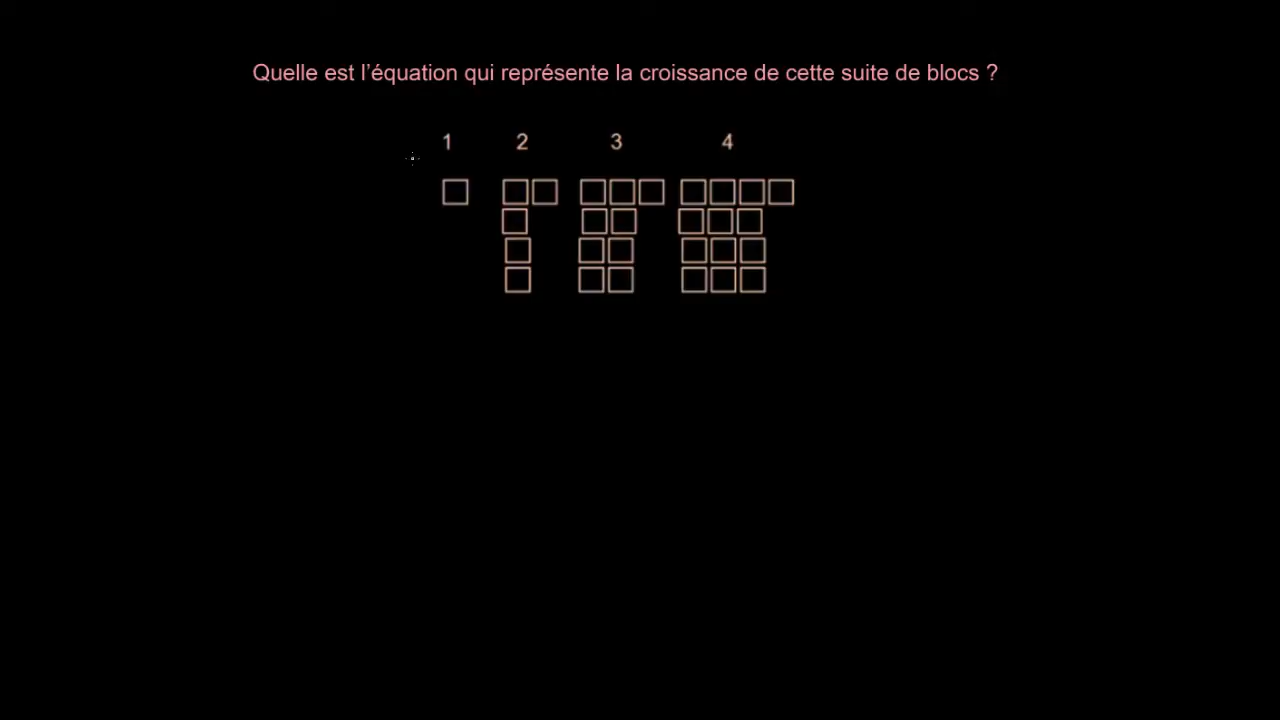 Quelle est l’équation qui représente la croissance de cette suite de blocs ?
1 2 3 4